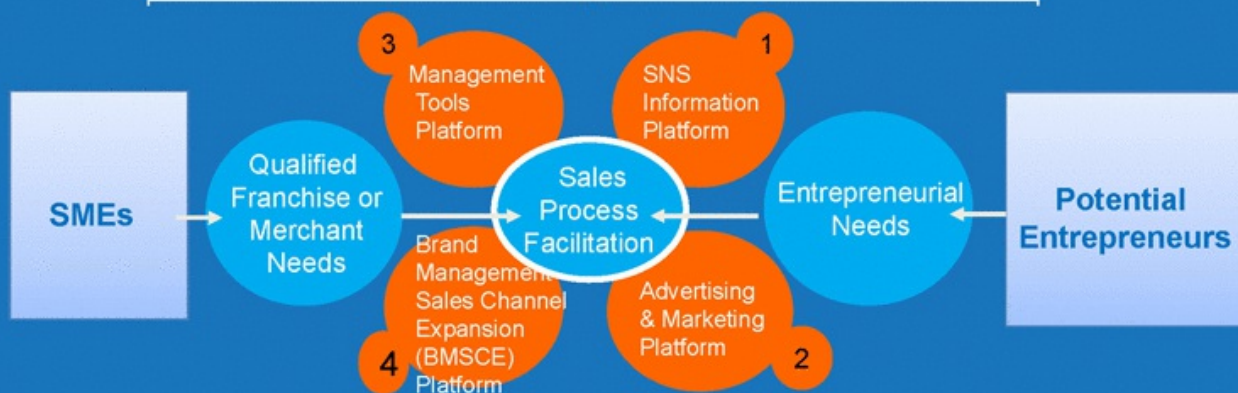 3
Management
Tools
Platform
1
SNS
Information
Platform
SMEs
Qualified
Franchise or
Merchant
Needs
Sales
Process
Facilitation
Entrepreneurial
Needs
Potential
Entrepreneurs
4
Brand
Management
Sales Channel
Expansion
(BMSCE)
Platform
Advertising
& Marketing
Platform
2